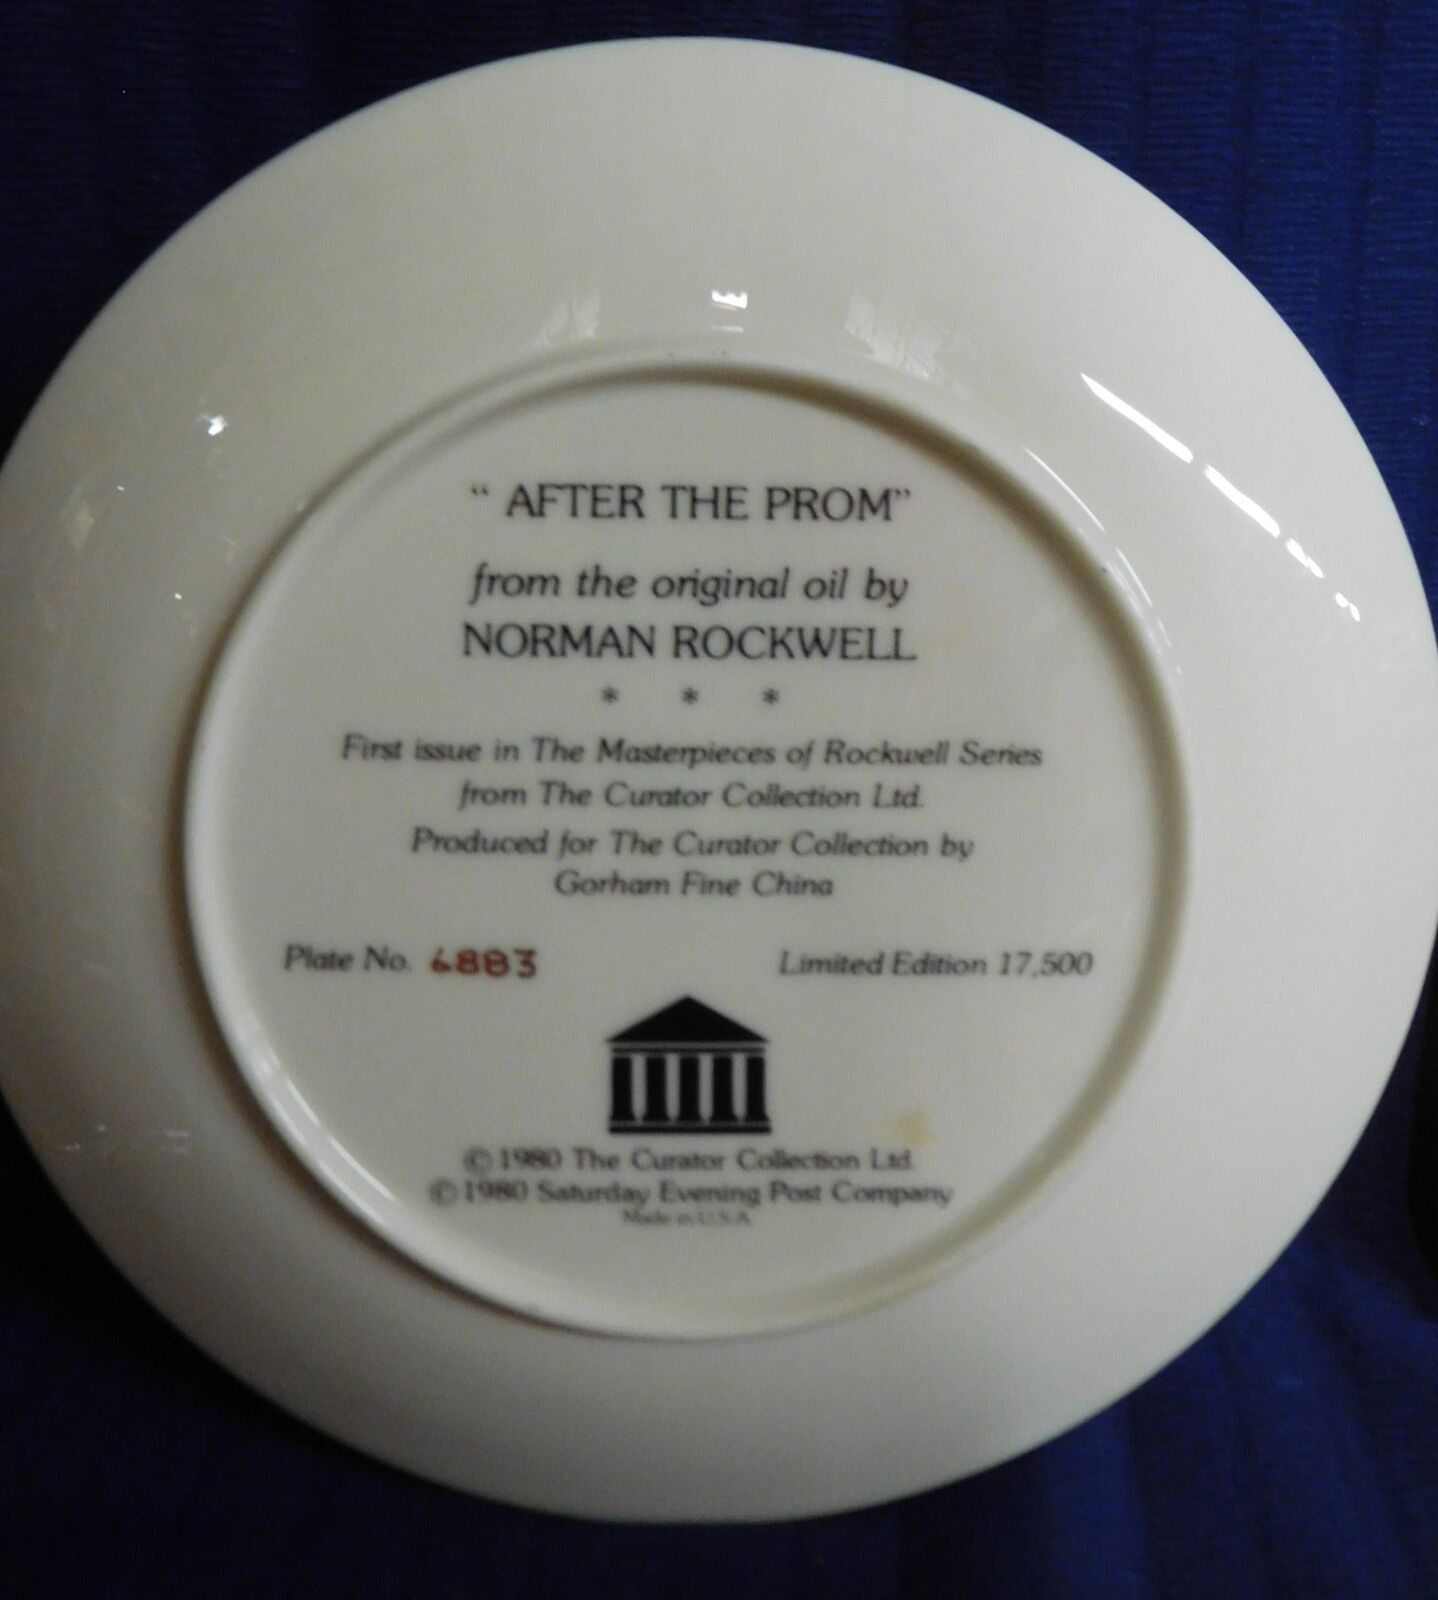 “ AFTER THE PROM”
from the original oil by
NORMAN ROCKWELL
* * *
First issue in The Masterpieces of Rockwell Series
from The Curator Collection Ltd.
Produced for The Curator Collection by
Gorham Fine China
Plate No. 6883 Limited Edition 17,500
© 1980 The Curator Collection Ltd.
© 1980 Saturday Evening Post Company
Made in U.S.A.